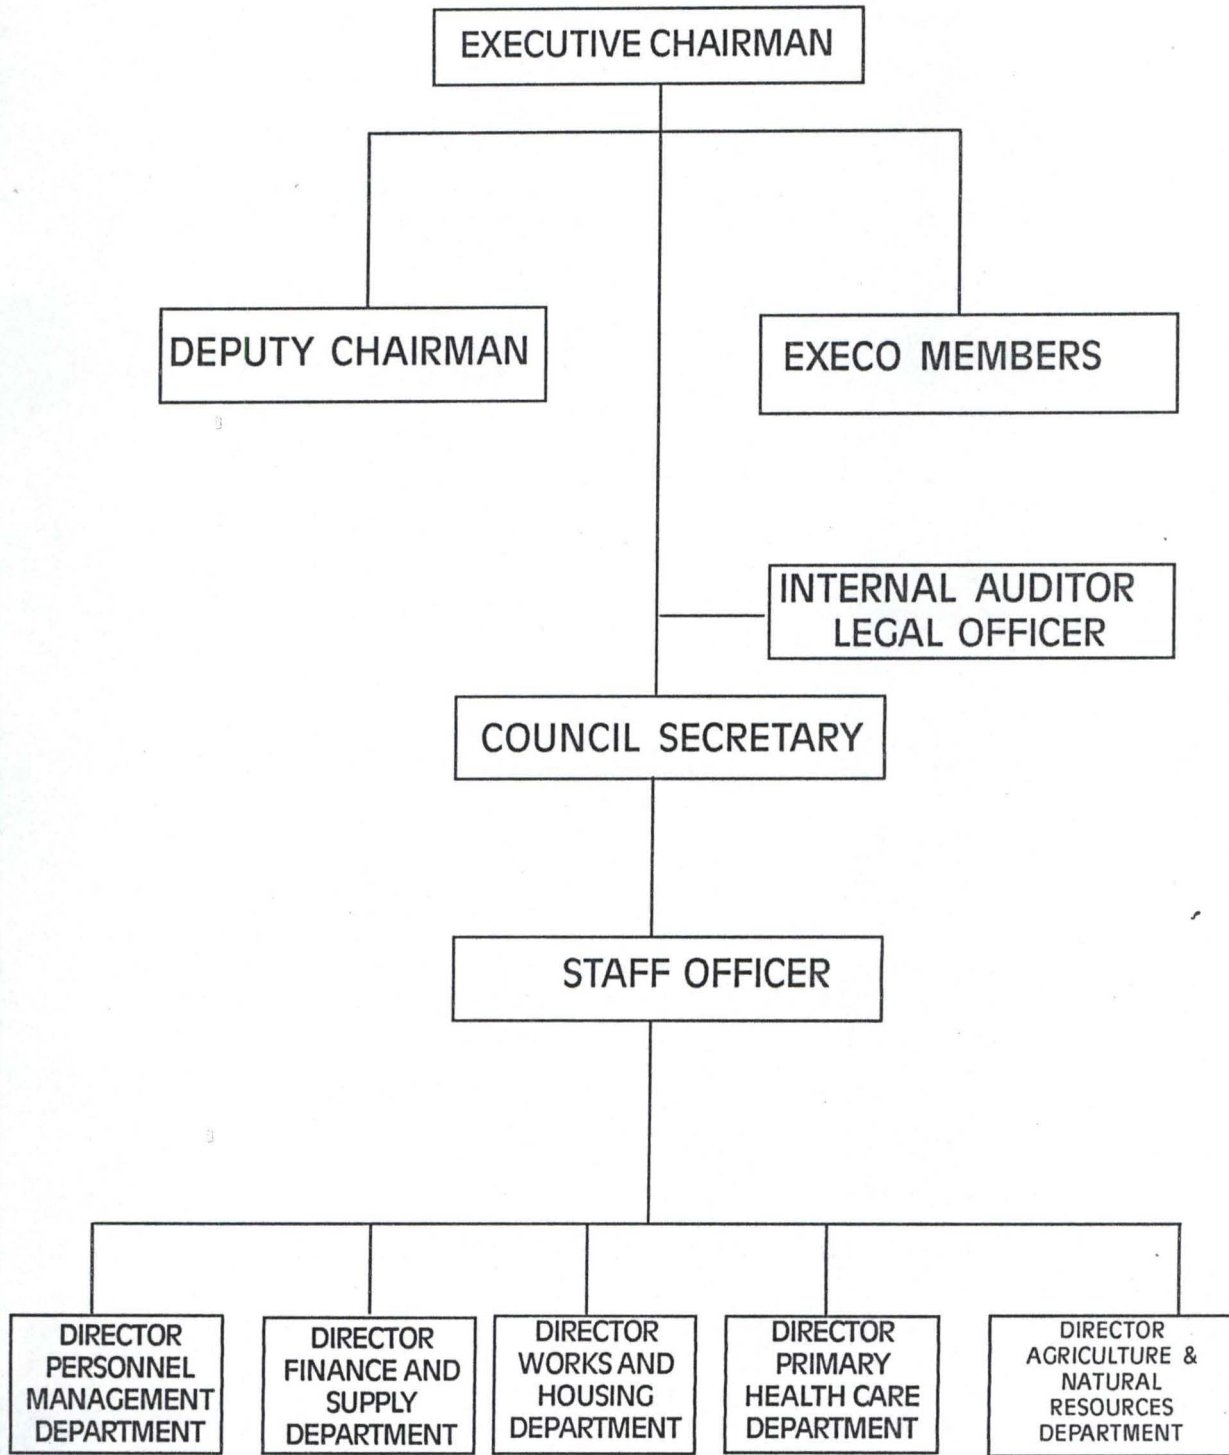 EXECUTIVE CHAIRMAN
DEPUTY CHAIRMAN
EXECO MEMBERS
INTERNAL AUDITOR
LEGAL OFFICER
COUNCIL SECRETARY
STAFF OFFICER
DIRECTOR
PERSONNEL
MANAGEMENT
DEPARTMENT
DIRECTOR
FINANCE AND
SUPPLY
DEPARTMENT
DIRECTOR
WORKS AND
HOUSING
DEPARTMENT
DIRECTOR
PRIMARY
HEALTH CARE
DEPARTMENT
DIRECTOR
AGRICULTURE &
NATURAL
RESOURCES
DEPARTMENT